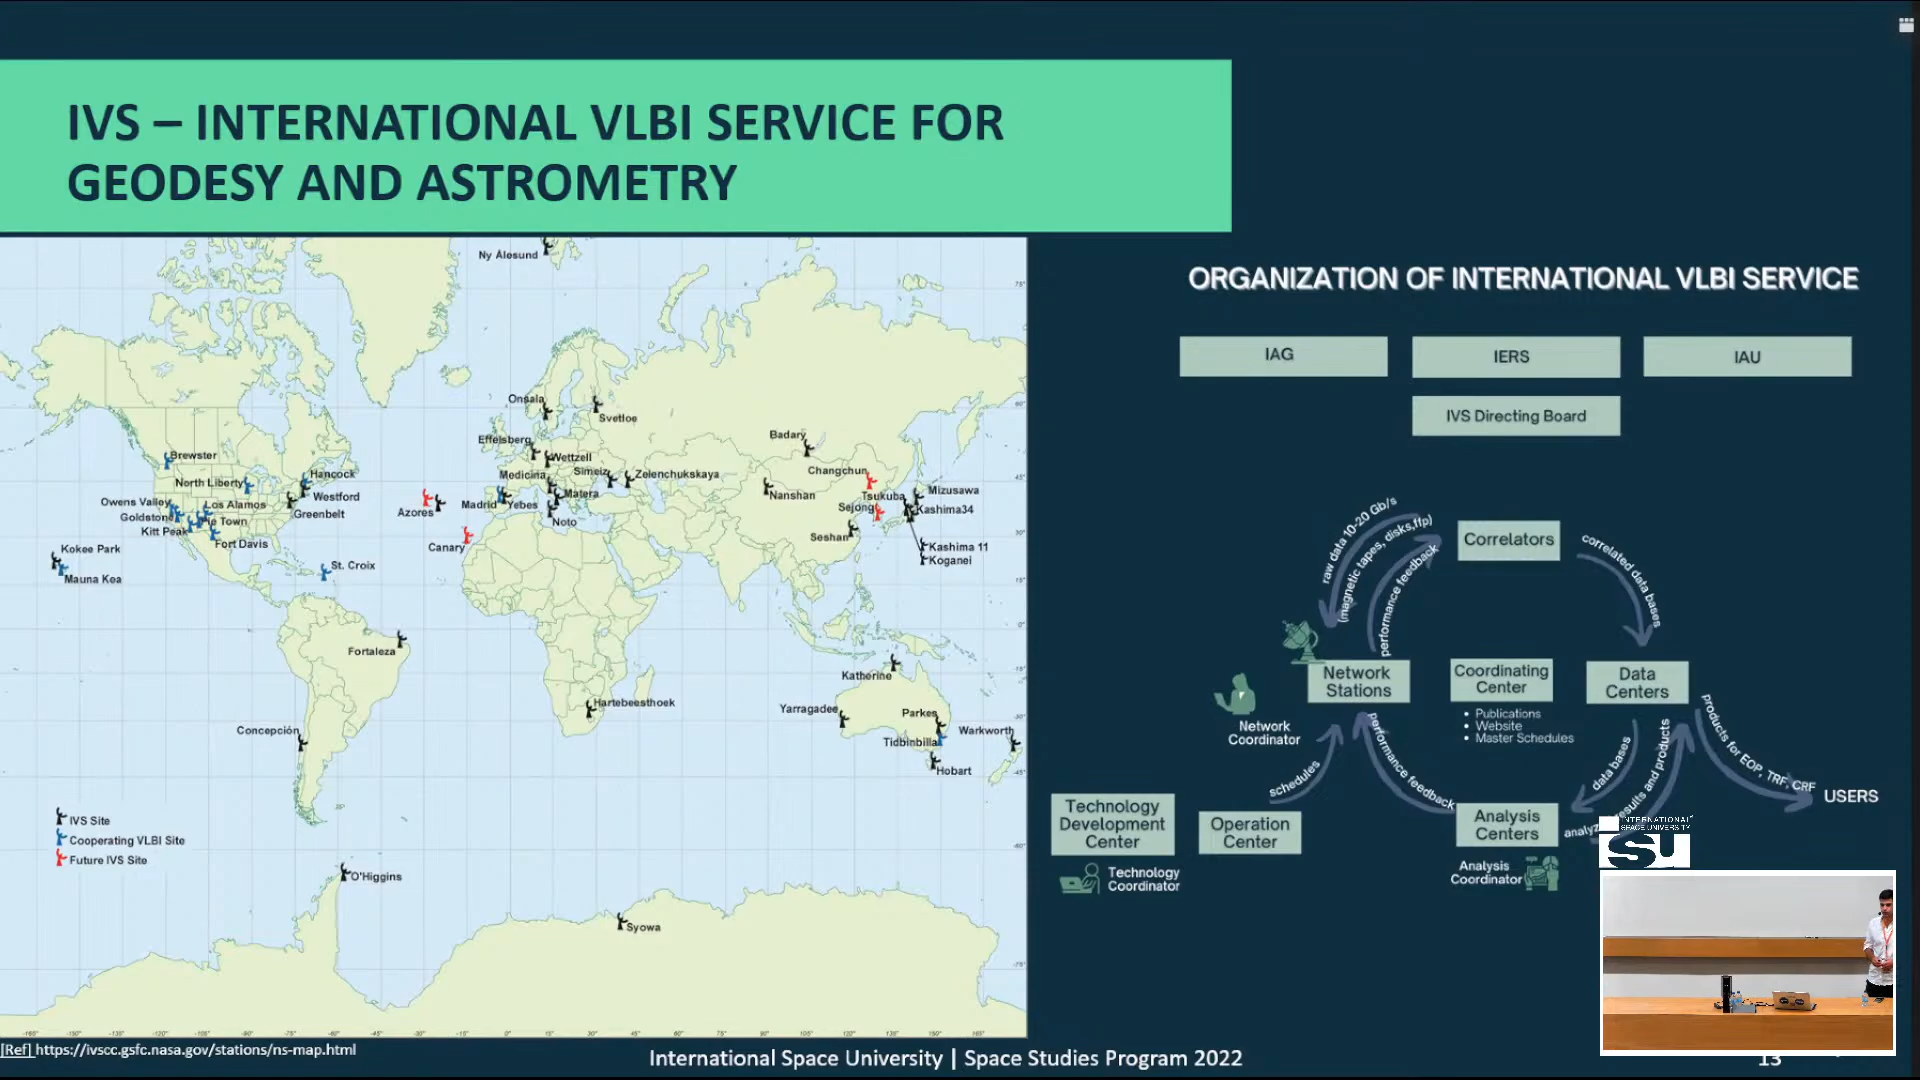 IVS – INTERNATIONAL VLBI SERVICE FOR
GEODESY AND ASTROMETRY
Ny Alesund
Onsala
Svetloe
Effelsberg
Wettzell
Badary
Brewster
Hancock
Medicina
Simeiz
Zelenchukskaya
Changchun
North Liberty
Westford
Matera
Nanshan
Tsukuba
Mizusawa
Owens Valley
Los Alamos
Greenbelt
Azores
Madrid
Yebes
Sejong
Kashima34
Goldstone
Pie Town
Noto
Kitt Peak
Fort Davis
Canary
Seshan
Kashima 11
Koganei
Kokee Park
Mauna Kea
St. Croix
Fortaleza
Katherine
Hartebeesthoek
Yarragadee
Parkes
Concepción
Tidbinbilla
Warkworth
Hobart
IVS Site
Cooperating VLBI Site
Future IVS Site
O'Higgins
Syowa
[Ref] https://ivscc.gsfc.nasa.gov/stations/ns-map.html
ORGANIZATION OF INTERNATIONAL VLBI SERVICE
IAG
IERS
IAU
IVS Directing Board
raw data 10-20 Gb/s
(magnetic tapes, disks,ftp)
performance feedback
Correlators
correlated data bases
Network
Stations
Coordinating
Center
• Publications
• Website
• Master Schedules
Data
Centers
Network
Coordinator
schedules
performance feedback
data bases
results and products
products for EOP, TRF, CRF
USERS
Technology
Development
Center
Technology
Coordinator
Operation
Center
Analysis
Centers
Analysis
Coordinator
INTERNATIONAL
SPACE UNIVERSITY
ISU
International Space University | Space Studies Program 2022
13